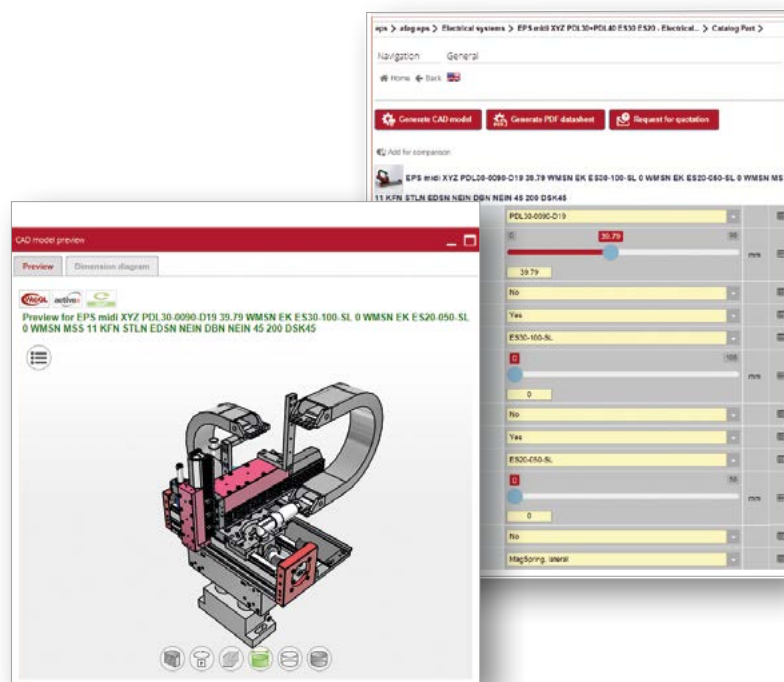 eps > afag eps > Electrical systems > EPS midi XYZ PDL30+PDL40 ES30 ES20 - Electrical... > Catalog Part >
Navigation General
Home Back
Generate CAD model Generate PDF datasheet Request for quotation
Add for comparison
EPS midi XYZ PDL30-0090-D19 39.79 WMSN EK ES30-100-SL 0 WMSN EK ES20-050-SL 0 WMSN MS
11 KFN STLN EDSN NEIN DBN NEIN 45 200 DSK45
PDL30-0090-D19
0 39.79 90
mm
39.79
No
Yes
ES30-100-SL
0
mm
0
No
Yes
ES20-050-SL
0 50
mm
0
No
MagSpring, lateral
CAD model preview
Preview Dimension diagram
WebGL activex
Preview for EPS midi XYZ PDL30-0090-D19 39.79 WMSN EK ES30-100-SL 0 WMSN EK ES20-050-SL
0 WMSN MSS 11 KFN STLN EDSN NEIN DBN NEIN 45 200 DSK45